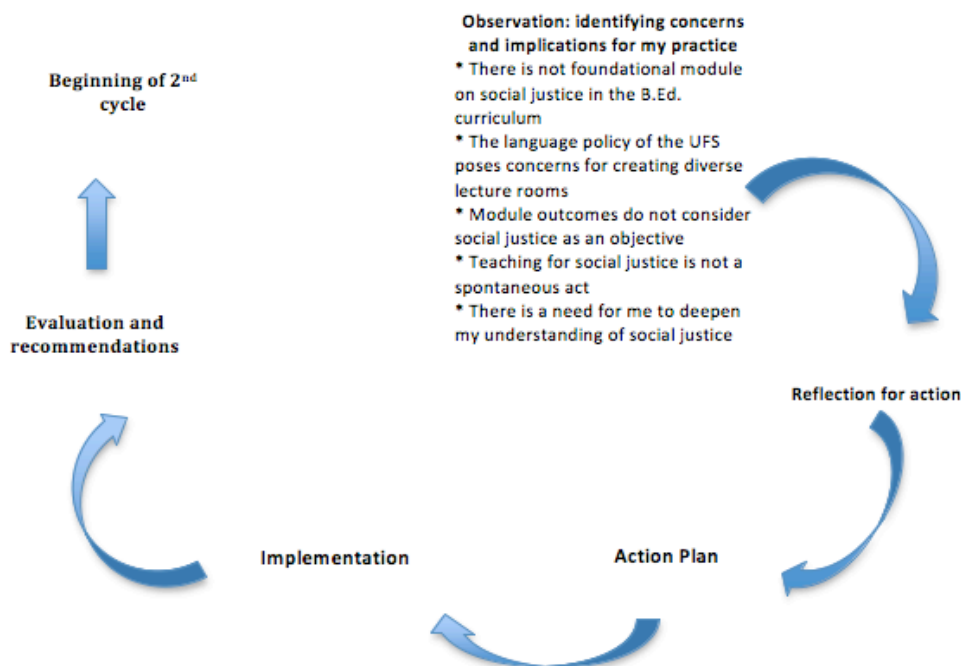 Observation: identifying concerns
and implications for my practice
* There is not foundational module
on social justice in the B.Ed.
curriculum
* The language policy of the UFS
poses concerns for creating diverse
lecture rooms
* Module outcomes do not consider
social justice as an objective
* Teaching for social justice is not a
spontaneous act
* There is a need for me to deepen
my understanding of social justice
Reflection for action
Action Plan
Implementation
Evaluation and
recommendations
Beginning of 2nd
cycle